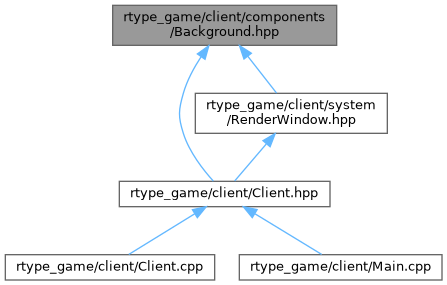 rtype_game/client/components
/Background.hpp
rtype_game/client/system
/RenderWindow.hpp
rtype_game/client/Client.hpp
rtype_game/client/Client.cpp
rtype_game/client/Main.cpp